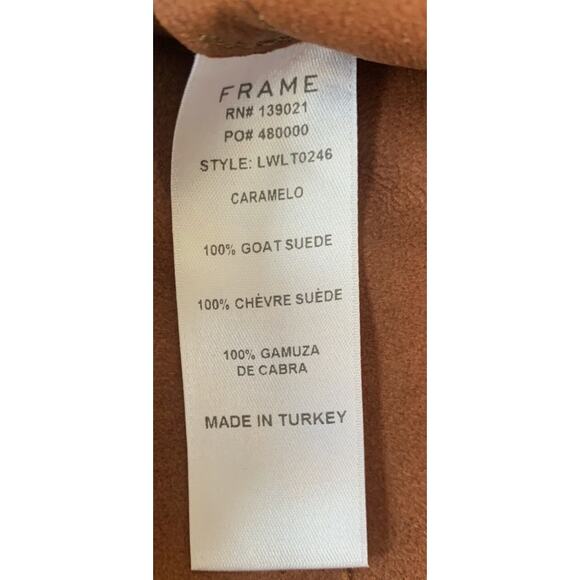 FRAME
RN# 139021
PO# 480000
STYLE: LWLT0246
CARAMELO
100% GOAT SUEDE
100% CHÈVRE SUÈDE
100% GAMUZA
DE CABRA
MADE IN TURKEY